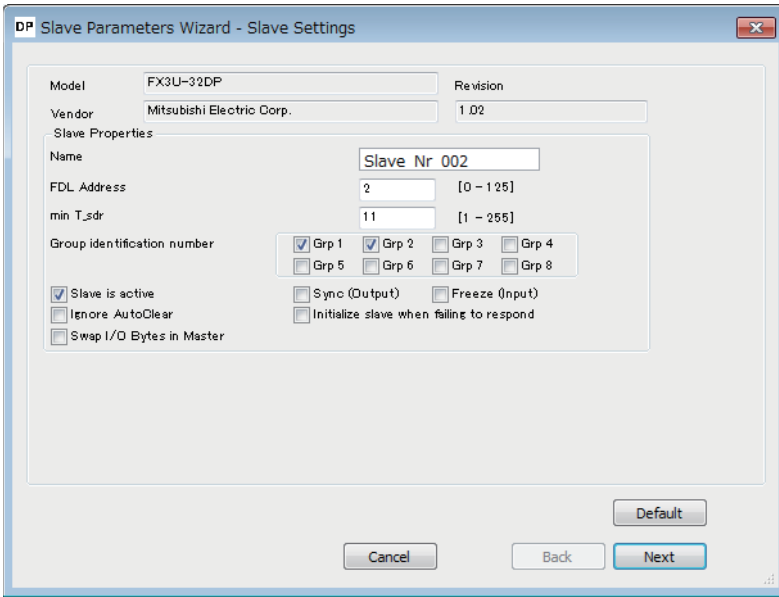 DP Slave Parameters Wizard - Slave Settings
Model FX3U-32DP Revision
Vendor Mitsubishi Electric Corp. 1.02
Slave Properties
Name Slave_Nr_002
FDL Address 2 [0 - 125]
min T_sdr 11 [1 - 255]
Group identification number Grp 1 Grp 2 Grp 3 Grp 4
Grp 5 Grp 6 Grp 7 Grp 8
Slave is active Sync (Output) Freeze (Input)
Ignore AutoClear Initialize slave when failing to respond
Swap I/O Bytes in Master
Default
Cancel Back Next